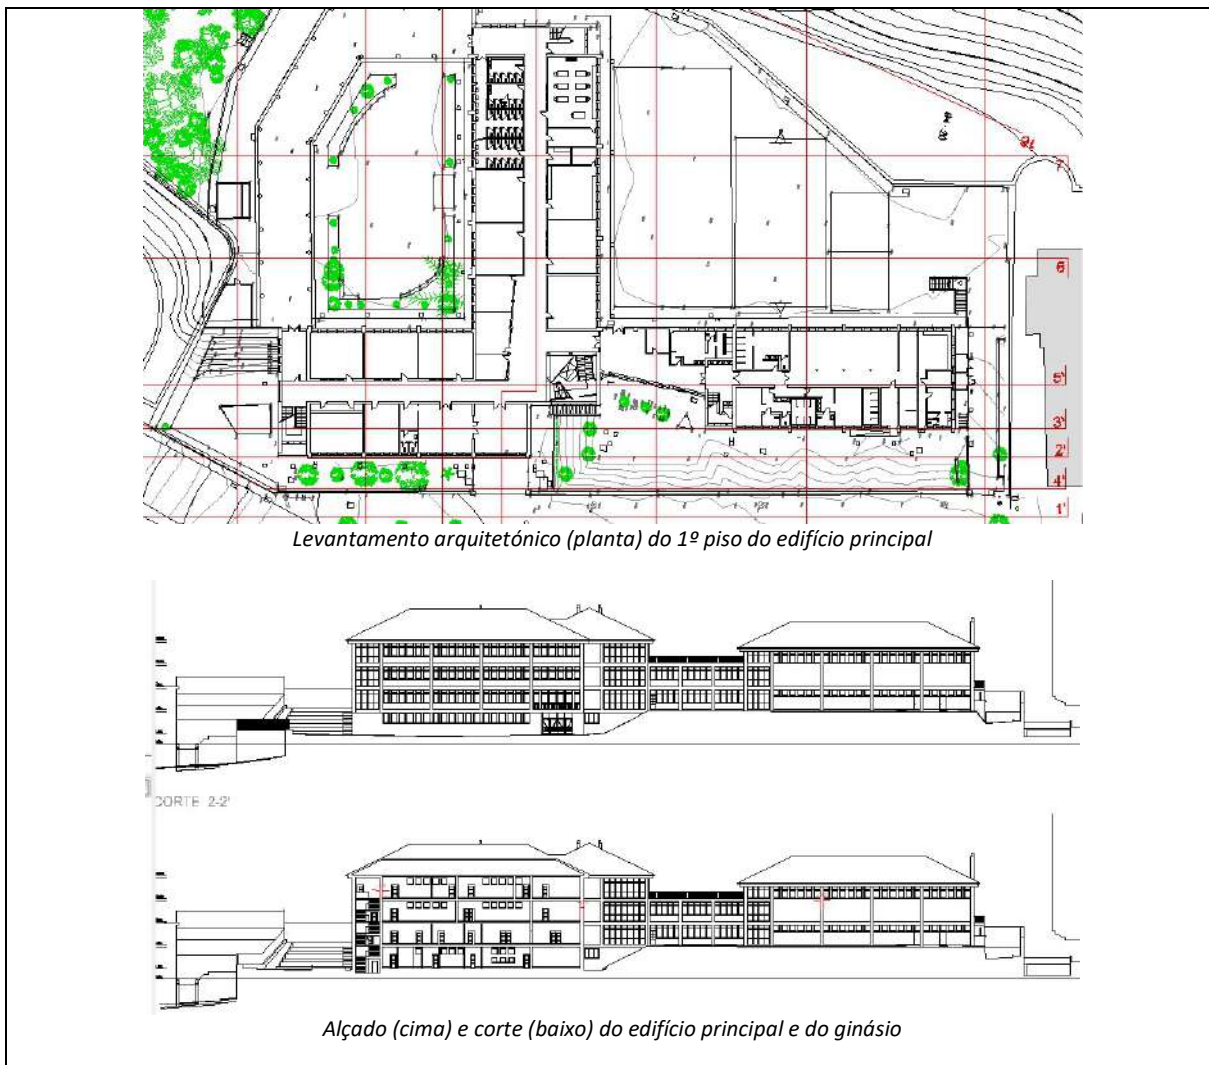 7
6
5'
3'
2'
4'
1'
Levantamento arquitetónico (planta) do 1º piso do edifício principal
CORTE 2-2'
Alçado (cima) e corte (baixo) do edifício principal e do ginásio